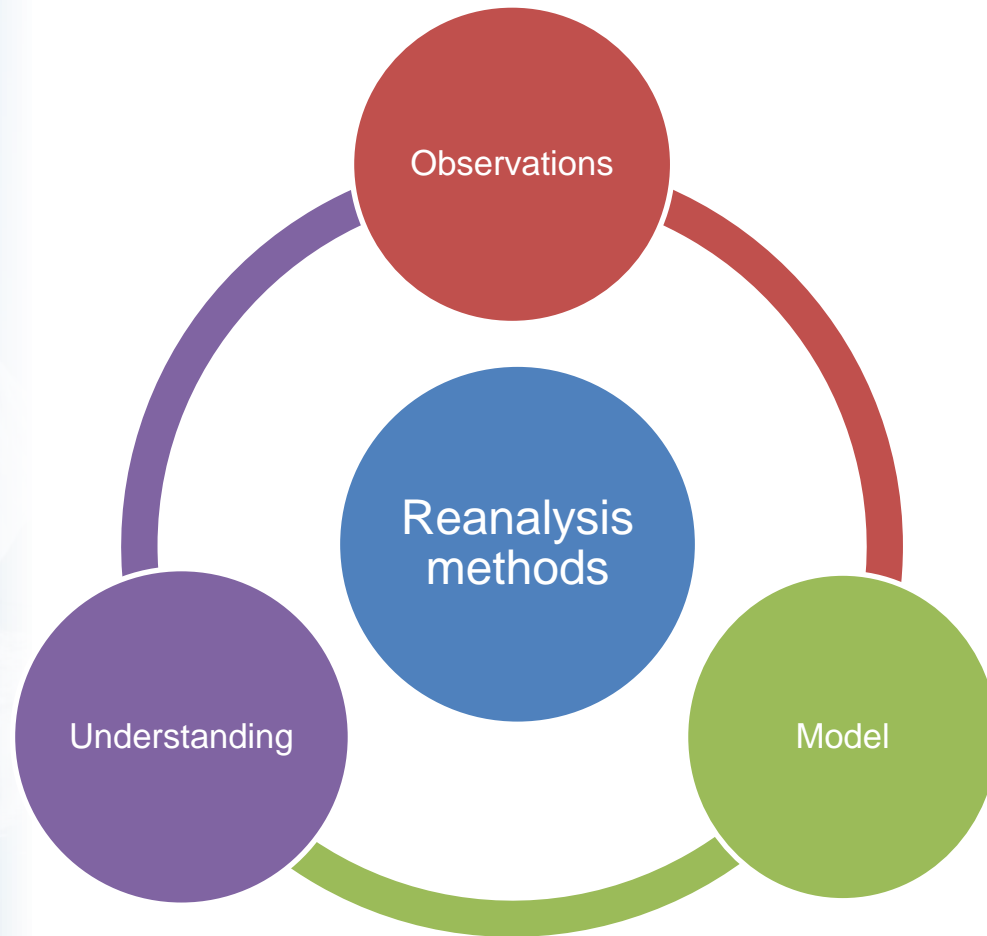 Observations
Reanalysis
methods
Understanding
Model